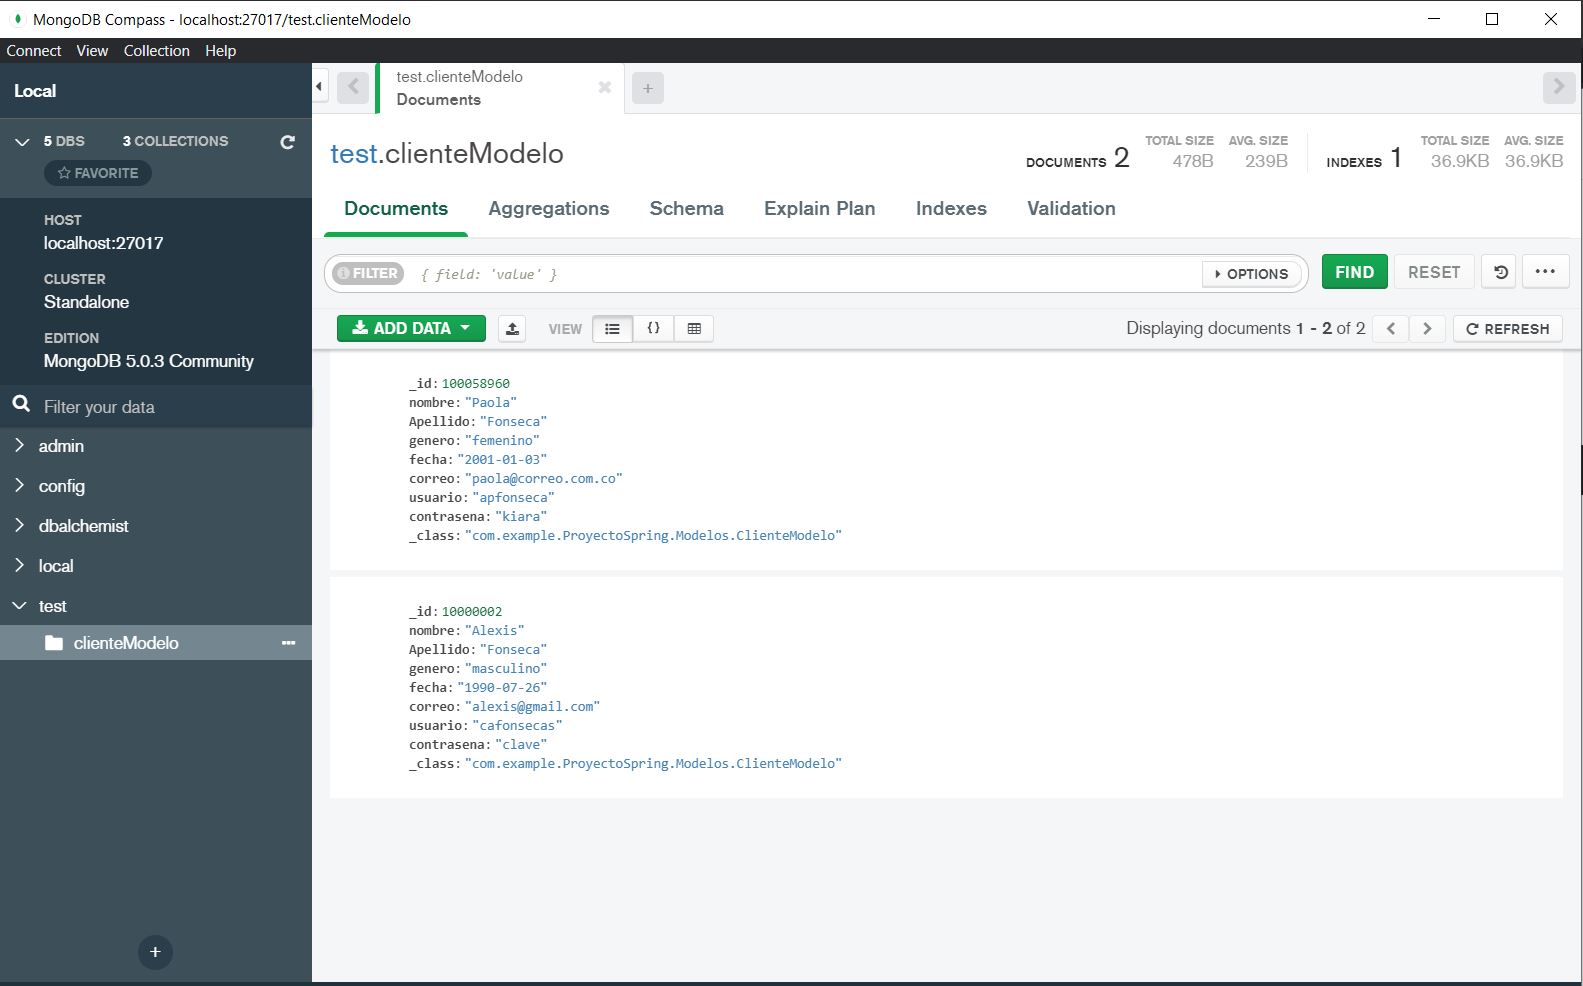 MongoDB Compass - localhost:27017/test.clienteModelo
Connect View Collection Help
Local
5 DBS 3 COLLECTIONS
FAVORITE
HOST
localhost:27017
CLUSTER
Standalone
EDITION
MongoDB 5.0.3 Community
Filter your data
admin
config
dbalchemist
local
test
clienteModelo
test.clienteModelo
Documents
test.clienteModelo
DOCUMENTS 2 TOTAL SIZE 478B AVG. SIZE 239B INDEXES 1 TOTAL SIZE 36.9KB AVG. SIZE 36.9KB
Documents Aggregations Schema Explain Plan Indexes Validation
FILTER { field: 'value' } OPTIONS FIND RESET
ADD DATA VIEW {} Displaying documents 1 - 2 of 2 REFRESH
_id: 100058960
nombre: "Paola"
Apellido: "Fonseca"
genero: "femenino"
fecha: "2001-01-03"
correo: "paola@correo.com.co"
usuario: "apfonseca"
contrasena: "kiara"
_class: "com.example.ProyectoSpring.Modelos.ClienteModelo"
_id: 10000002
nombre: "Alexis"
Apellido: "Fonseca"
genero: "masculino"
fecha: "1990-07-26"
correo: "alexis@gmail.com"
usuario: "cafonsecas"
contrasena: "clave"
_class: "com.example.ProyectoSpring.Modelos.ClienteModelo"